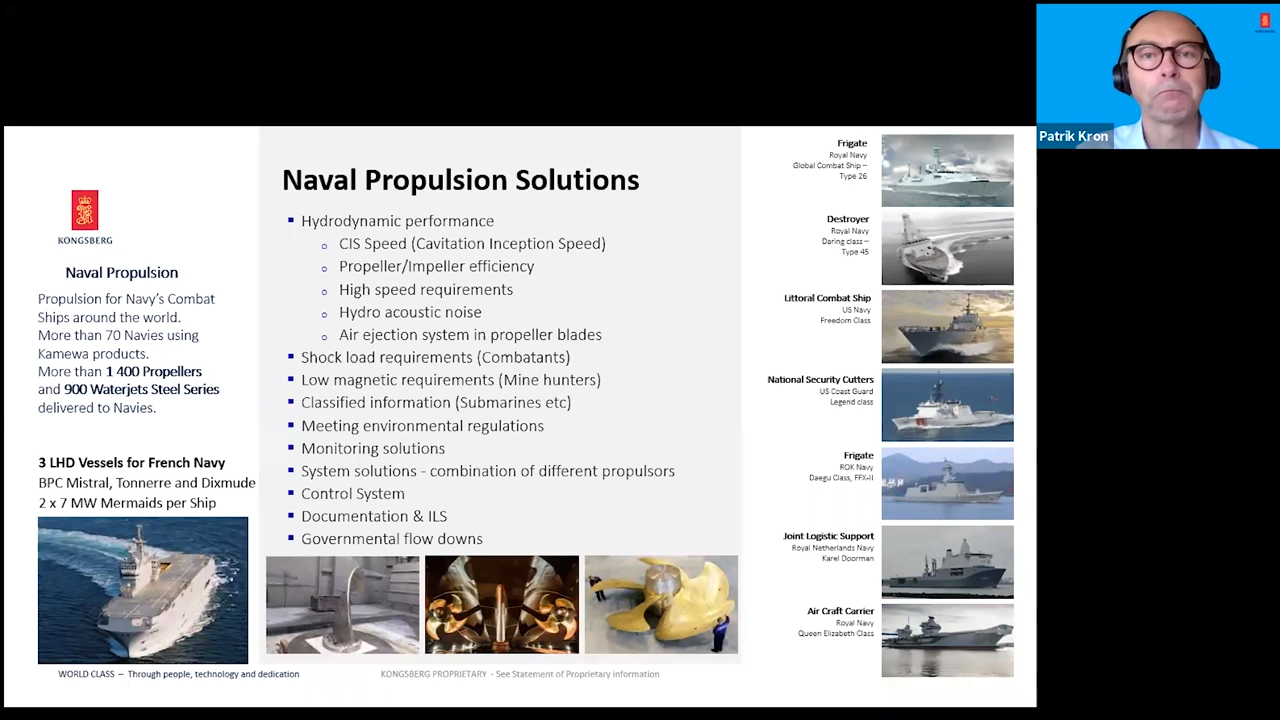 Patrik Kron
KONGSBERG
Naval Propulsion
Propulsion for Navy's Combat
Ships around the world.
More than 70 Navies using
Kamewa products.
More than 1 400 Propellers
and 900 Waterjets Steel Series
delivered to Navies.
3 LHD Vessels for French Navy
BPC Mistral, Tonnerre and Dixmude
2 x 7 MW Mermaids per Ship
Naval Propulsion Solutions
Hydrodynamic performance
CIS Speed (Cavitation Inception Speed)
Propeller/Impeller efficiency
High speed requirements
Hydro acoustic noise
Air ejection system in propeller blades
Shock load requirements (Combatants)
Low magnetic requirements (Mine hunters)
Classified information (Submarines etc)
Meeting environmental regulations
Monitoring solutions
System solutions - combination of different propulsors
Control System
Documentation & ILS
Governmental flow downs
Frigate
Royal Navy
Global Combat Ship –
Type 26
Destroyer
Royal Navy
Daring class –
Type 45
Littoral Combat Ship
US Navy
Freedom Class
National Security Cutters
US Coast Guard
Legend class
Frigate
ROK Navy
Daegu Class, FFX-II
Joint Logistic Support
Royal Netherlands Navy
Karel Doorman
Air Craft Carrier
Royal Navy
Queen Elizabeth Class
WORLD CLASS – Through people, technology and dedication
KONGSBERG PROPRIETARY - See Statement of Proprietary information